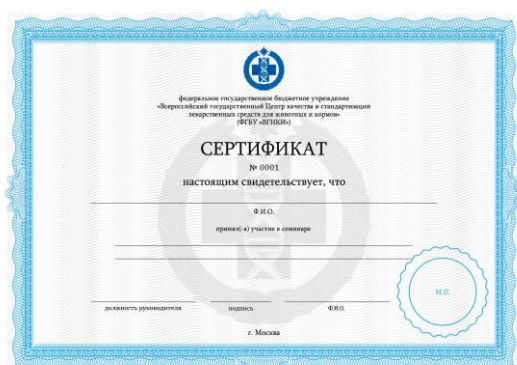 федеральное государственное бюджетное учреждение
«Всероссийский государственный Центр качества и стандартизации
лекарственных средств для животных и кормов»
(ФГБУ «ВГНКИ»)
СЕРТИФИКАТ
№ 0001
настоящим свидетельствует, что
Ф.И.О.
принял(-а) участие в семинаре
М.П.
должность руководителя подпись Ф.И.О.
г. Москва